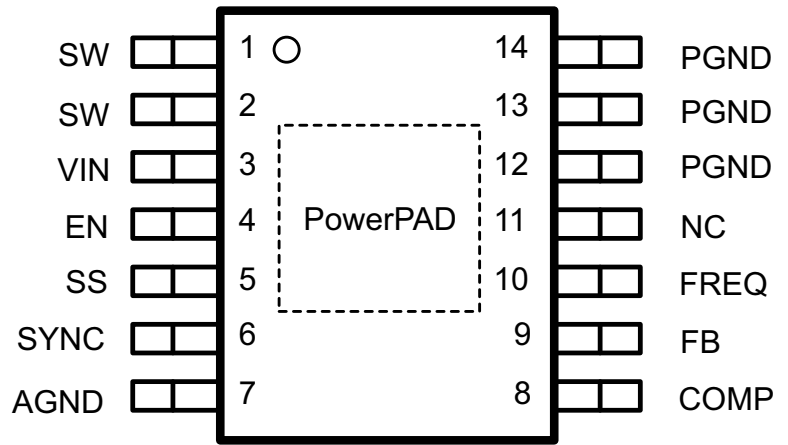 SW 1 14 PGND
SW 2 13 PGND
VIN 3 12 PGND
EN 4 PowerPAD 11 NC
SS 5 10 FREQ
SYNC 6 9 FB
AGND 7 8 COMP